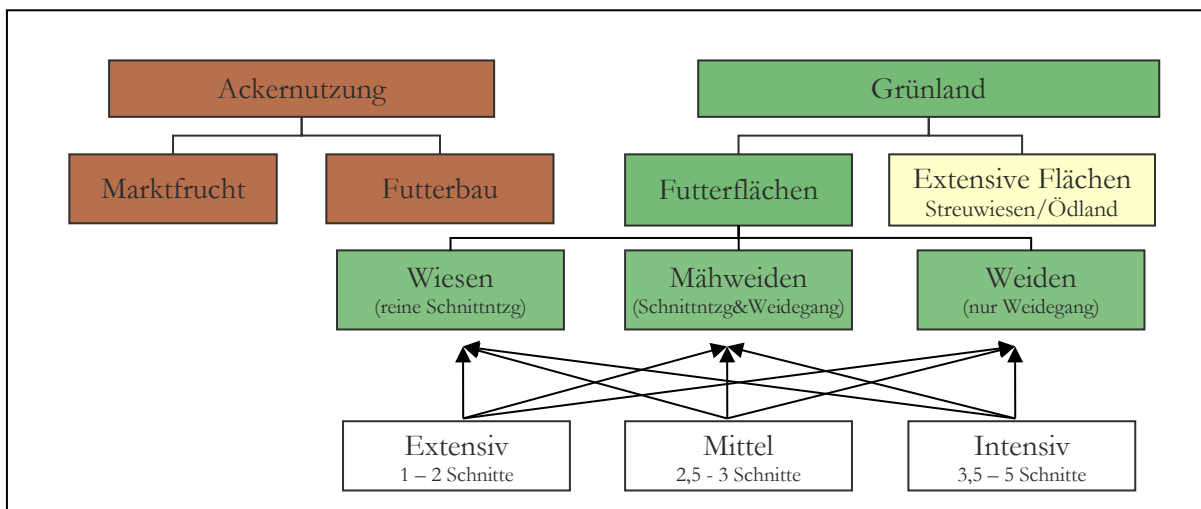 Ackernutzung
Grünland
Marktfrucht
Futterbau
Futterflächen
Extensive Flächen
Streuwiesen/Ödland
Wiesen
(reine Schnittntzg)
Mähweiden
(Schnittntzg&Weidegang)
Weiden
(nur Weidegang)
Extensiv
1 – 2 Schnitte
Mittel
2,5 - 3 Schnitte
Intensiv
3,5 – 5 Schnitte